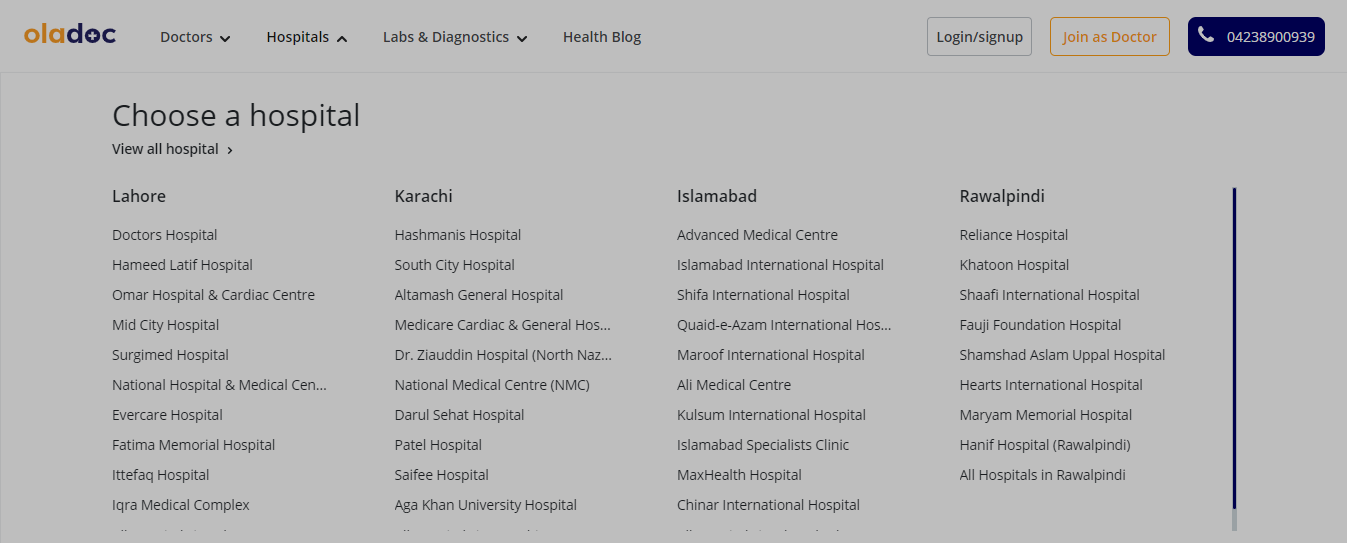 oladoc
Doctors
Hospitals
Labs & Diagnostics
Health Blog
Login/signup
Join as Doctor
04238900939
Choose a hospital
View all hospital
Lahore
Doctors Hospital
Hameed Latif Hospital
Omar Hospital & Cardiac Centre
Mid City Hospital
Surgimed Hospital
National Hospital & Medical Cen...
Evercare Hospital
Fatima Memorial Hospital
Ittefaq Hospital
Iqra Medical Complex
Karachi
Hashmanis Hospital
South City Hospital
Altamash General Hospital
Medicare Cardiac & General Hos...
Dr. Ziauddin Hospital (North Naz...
National Medical Centre (NMC)
Darul Sehat Hospital
Patel Hospital
Saifee Hospital
Aga Khan University Hospital
Islamabad
Advanced Medical Centre
Islamabad International Hospital
Shifa International Hospital
Quaid-e-Azam International Hos...
Maroof International Hospital
Ali Medical Centre
Kulsum International Hospital
Islamabad Specialists Clinic
MaxHealth Hospital
Chinar International Hospital
Rawalpindi
Reliance Hospital
Khatoon Hospital
Shaafi International Hospital
Fauji Foundation Hospital
Shamshad Aslam Uppal Hospital
Hearts International Hospital
Maryam Memorial Hospital
Hanif Hospital (Rawalpindi)
All Hospitals in Rawalpindi